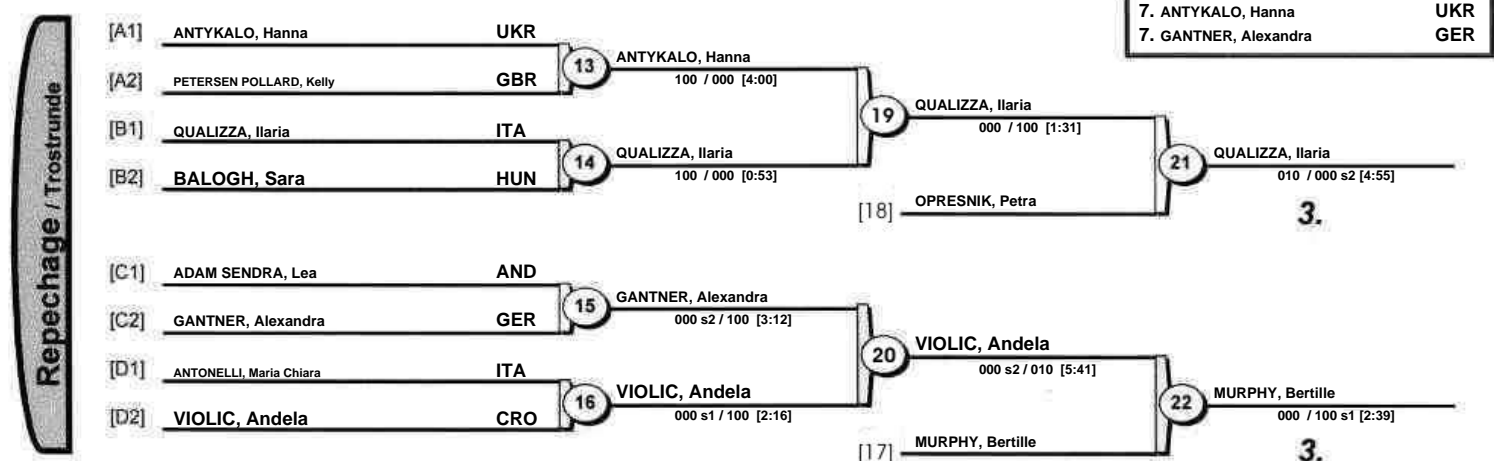 7. ANTYKALO, Hanna UKR
7. GANTNER, Alexandra GER
Repechage / Trostrunde
[A1] ANTYKALO, Hanna UKR
[A2] PETERSEN POLLARD, Kelly GBR
13 ANTYKALO, Hanna
100 / 000 [4:00]
[B1] QUALIZZA, Ilaria ITA
[B2] BALOGH, Sara HUN
14 QUALIZZA, Ilaria
100 / 000 [0:53]
19 QUALIZZA, Ilaria
000 / 100 [1:31]
[18] OPRESNIK, Petra
21 QUALIZZA, Ilaria
010 / 000 s2 [4:55]
3.
[C1] ADAM SENDRA, Lea AND
[C2] GANTNER, Alexandra GER
15 GANTNER, Alexandra
000 s2 / 100 [3:12]
[D1] ANTONELLI, Maria Chiara ITA
[D2] VIOLIC, Andela CRO
16 VIOLIC, Andela
000 s1 / 100 [2:16]
20 VIOLIC, Andela
000 s2 / 010 [5:41]
[17] MURPHY, Bertille
22 MURPHY, Bertille
000 / 100 s1 [2:39]
3.